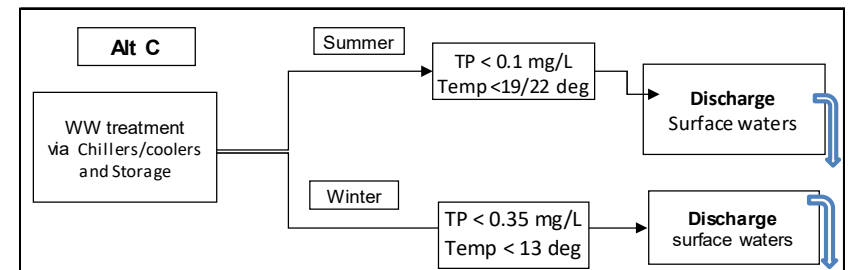 Alt C
Summer
TP < 0.1 mg/L
Temp <19/22 deg
Discharge
Surface waters
WW treatment
via Chillers/coolers
and Storage
Winter
TP < 0.35 mg/L
Temp < 13 deg
Discharge
surface waters